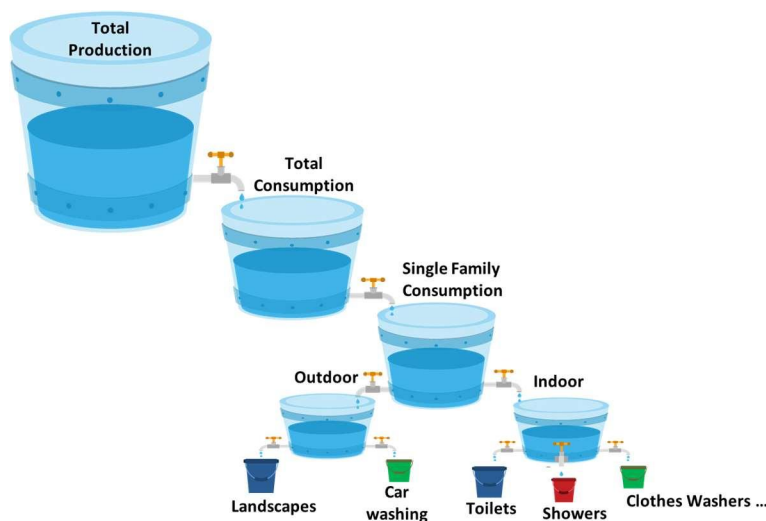 Total
Production
Total
Consumption
Single Family
Consumption
Outdoor
Indoor
Landscapes
Car
washing
Toilets
Showers
Clothes Washers ...